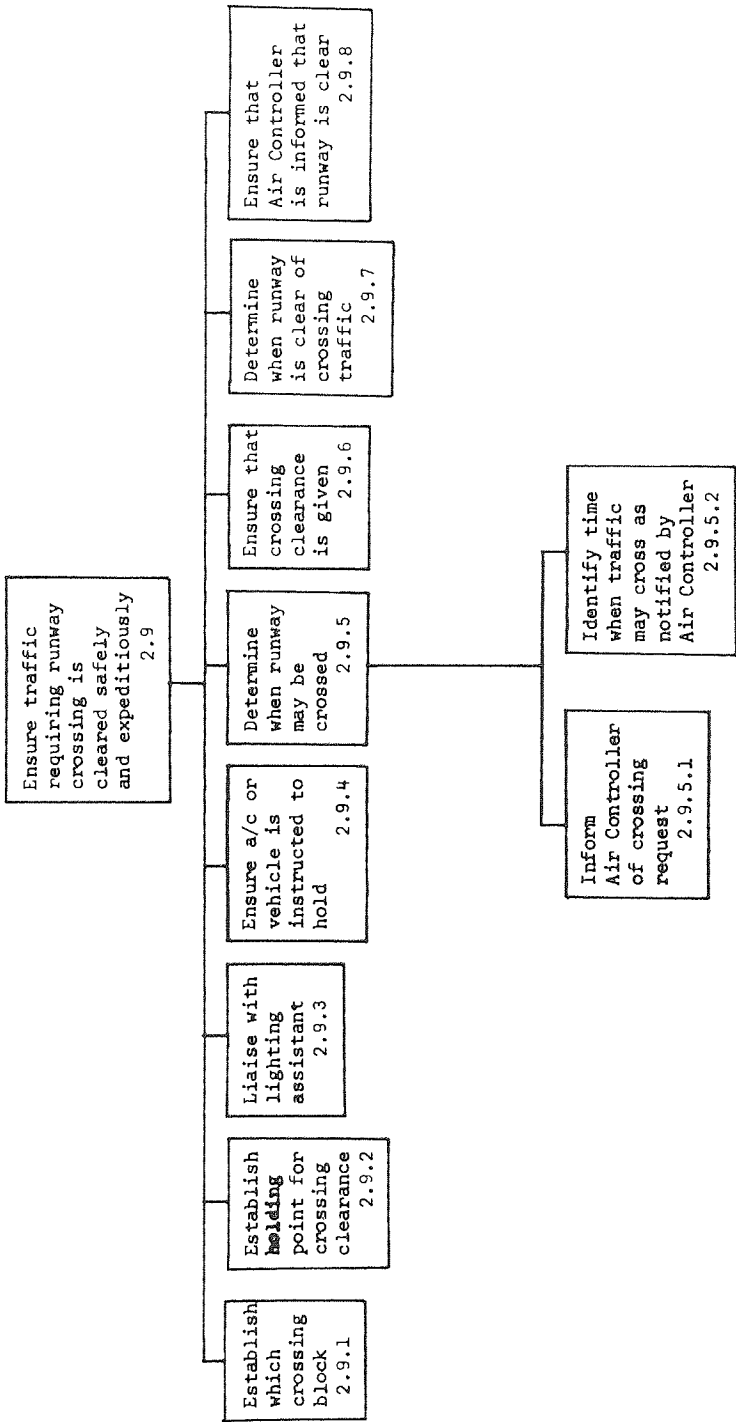 Ensure traffic
requiring runway
crossing is
cleared safely
and expeditiously
2.9
Establish
which
crossing
block
2.9.1
Establish
holding
point for
crossing
clearance
2.9.2
Liaise with
lighting
assistant
2.9.3
Ensure a/c or
vehicle is
instructed to
hold
2.9.4
Determine
when runway
may be
crossed
2.9.5
Ensure that
crossing
clearance
is given
2.9.6
Determine
when runway
is clear of
crossing
traffic
2.9.7
Ensure that
Air Controller
is informed that
runway is clear
2.9.8
Inform
Air Controller
of crossing
request
2.9.5.1
Identify time
when traffic
may cross as
notified by
Air Controller
2.9.5.2